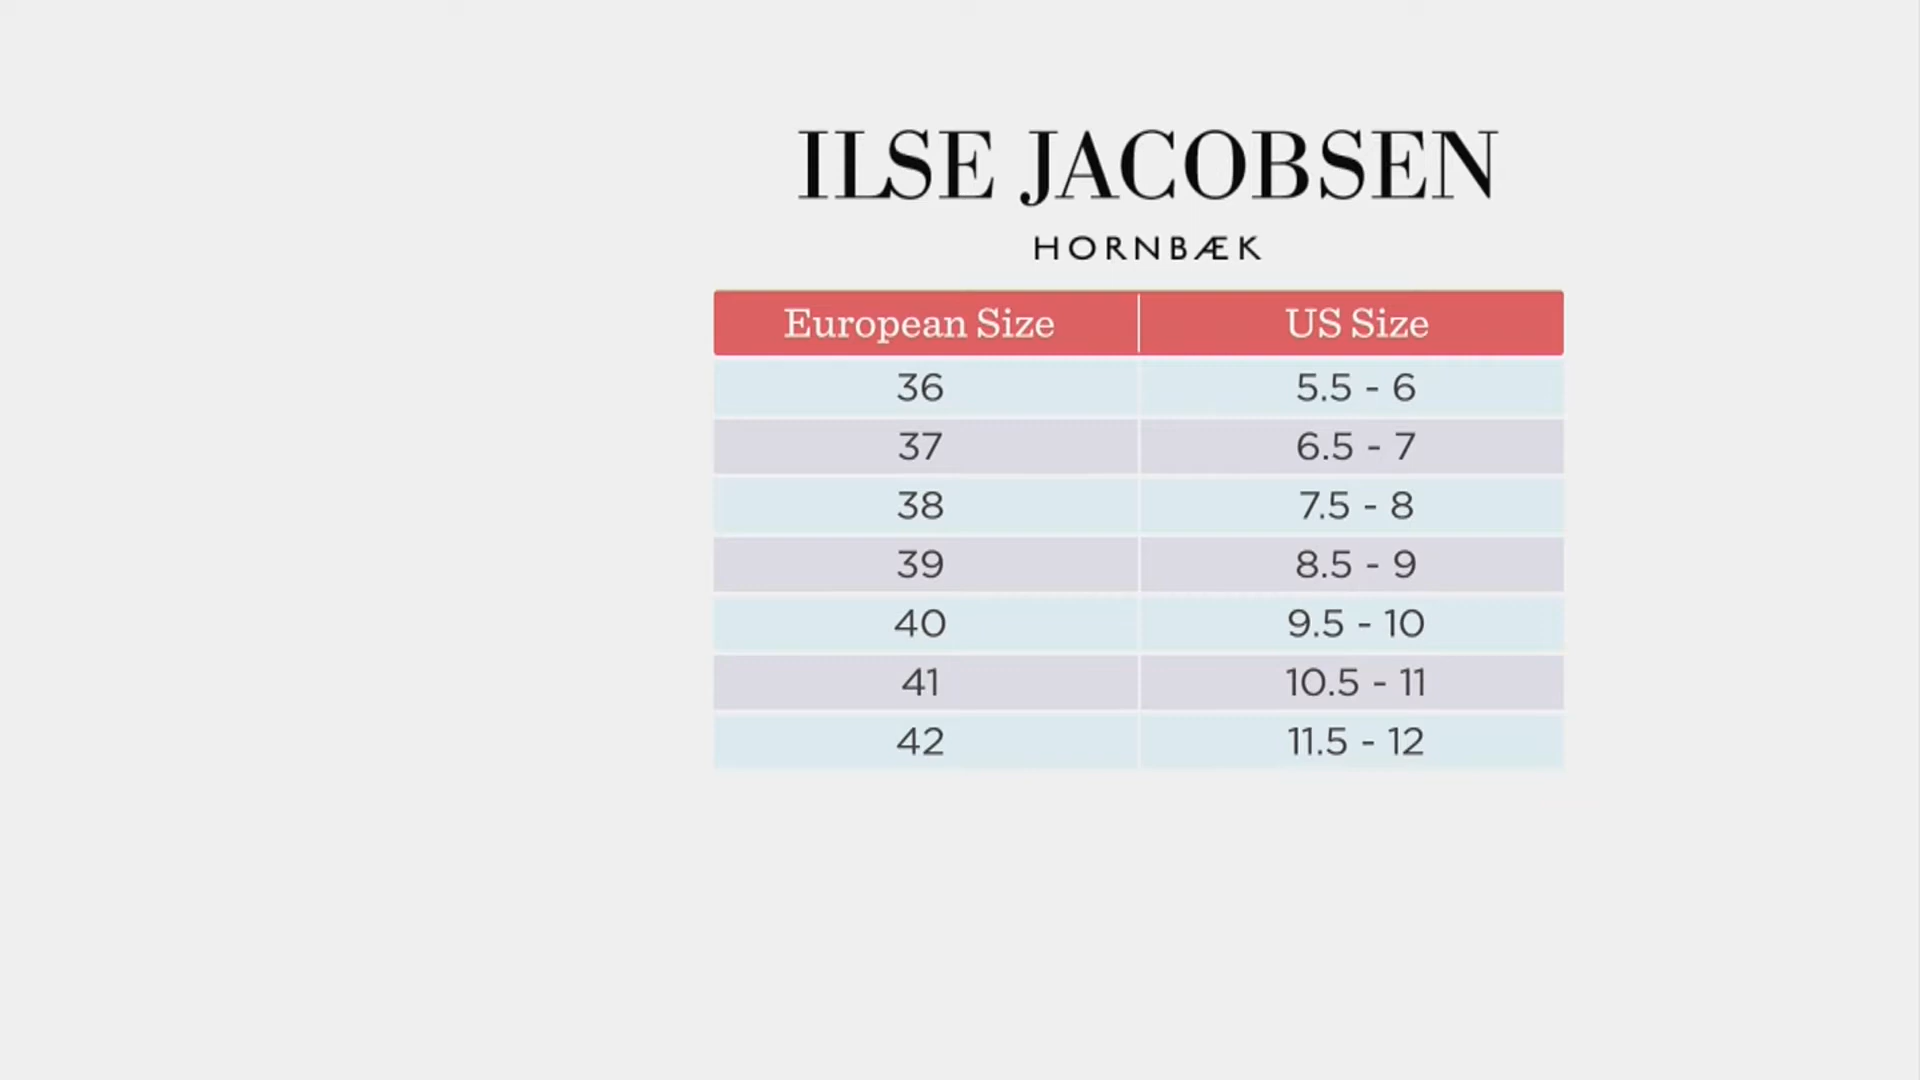 ILSE JACOBSEN
HORNBÆK
European Size US Size
36 5.5 - 6
37 6.5 - 7
38 7.5 - 8
39 8.5 - 9
40 9.5 - 10
41 10.5 - 11
42 11.5 - 12